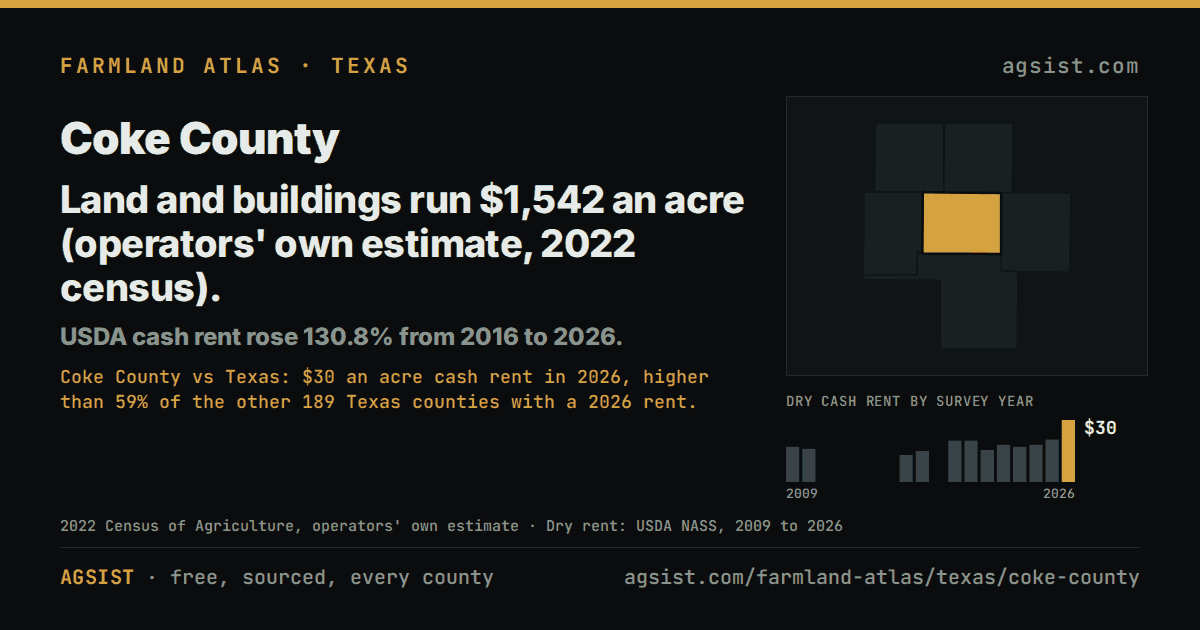 FARMLAND ATLAS · TEXAS
agsist.com
Coke County
Land and buildings run $1,542 an acre
(operators' own estimate, 2022
census).
USDA cash rent rose 130.8% from 2016 to 2026.
Coke County vs Texas: $30 an acre cash rent in 2026, higher
than 59% of the other 189 Texas counties with a 2026 rent.
DRY CASH RENT BY SURVEY YEAR
$30
2009
2026
2022 Census of Agriculture, operators' own estimate · Dry rent: USDA NASS, 2009 to 2026
AGSIST · free, sourced, every county
agsist.com/farmland-atlas/texas/coke-county